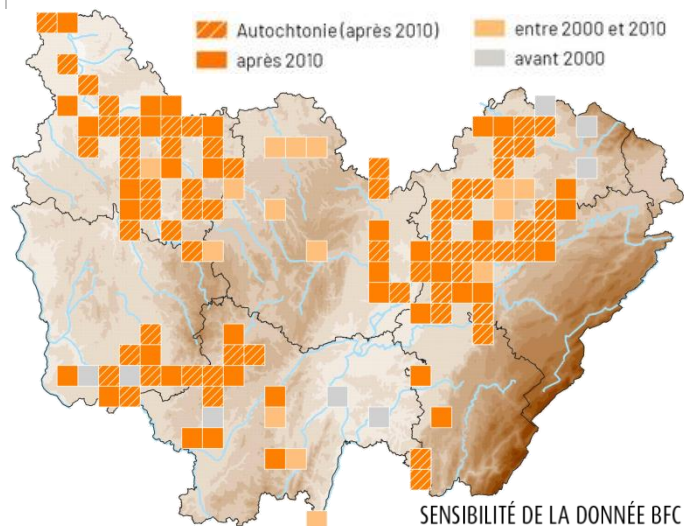 Autochtonie (après 2010)
après 2010
entre 2000 et 2010
avant 2000
SENSIBILITÉ DE LA DONNÉE BFC